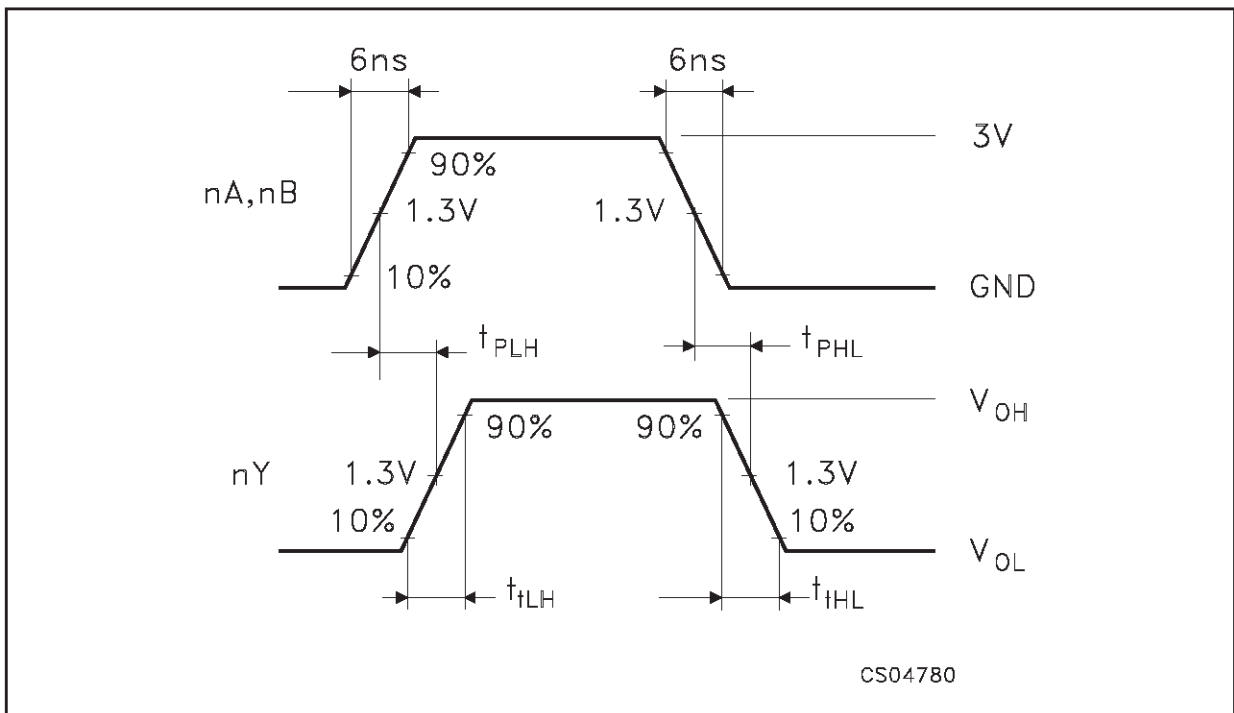 6ns 6ns
3V
90%
nA,nB 1.3V 1.3V
10%
GND
tPLH tPHL
VOH
90% 90%
nY 1.3V 1.3V
10% 10%
VOL
ttLH ttHL
CS04780